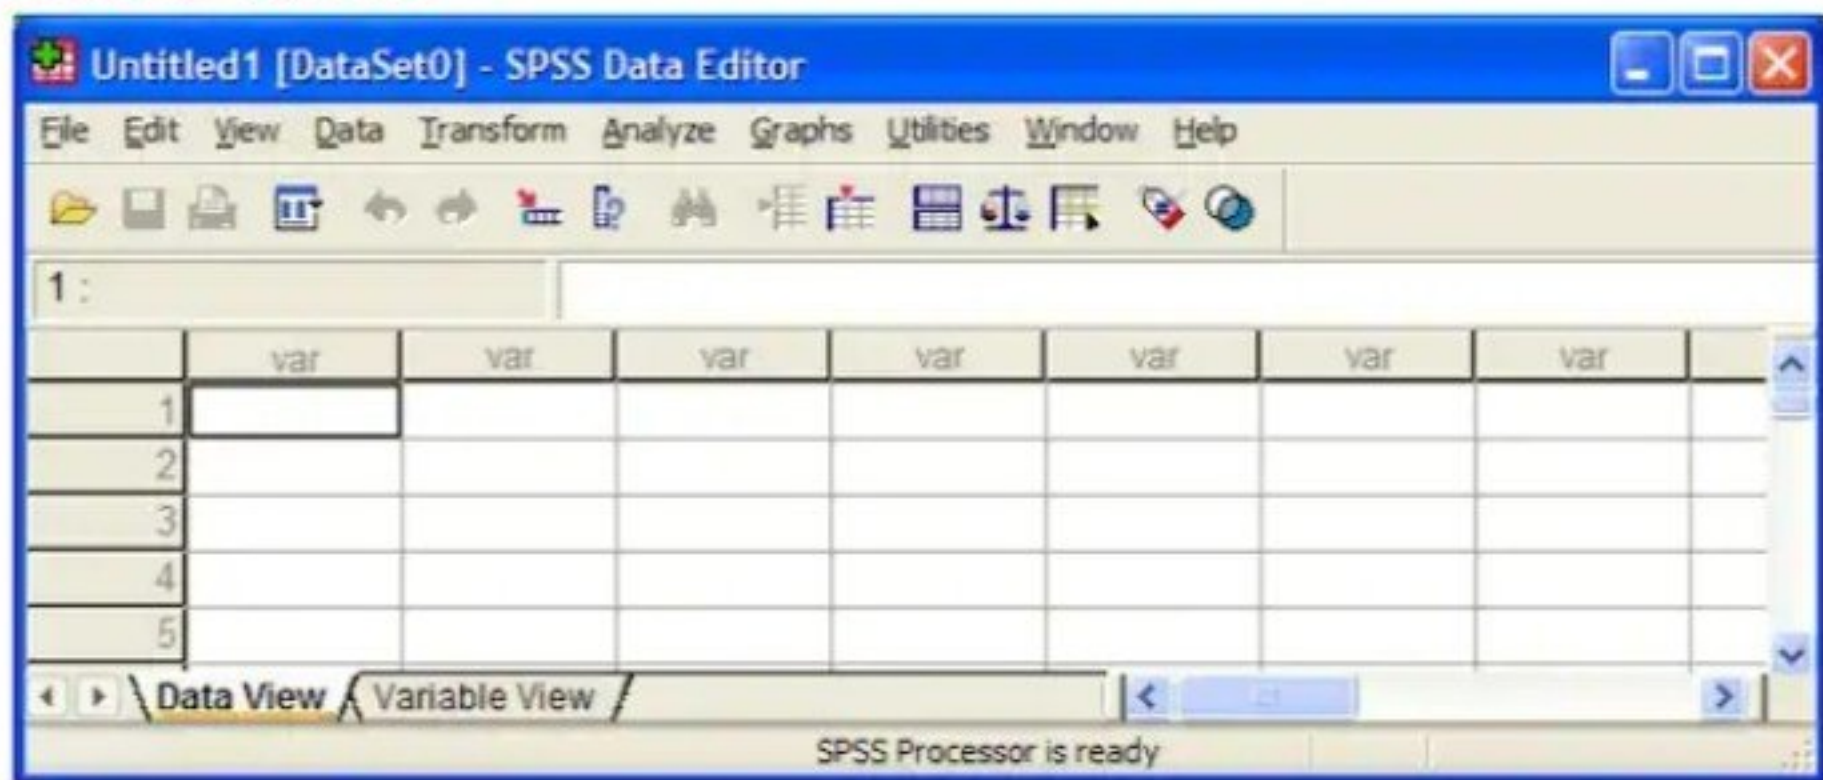 Untitled1 [DataSet0] - SPSS Data Editor
File Edit View Data Transform Analyze Graphs Utilities Window Help
1 :
var var var var var var var
1
2
3
4
5
Data View Variable View
SPSS Processor is ready